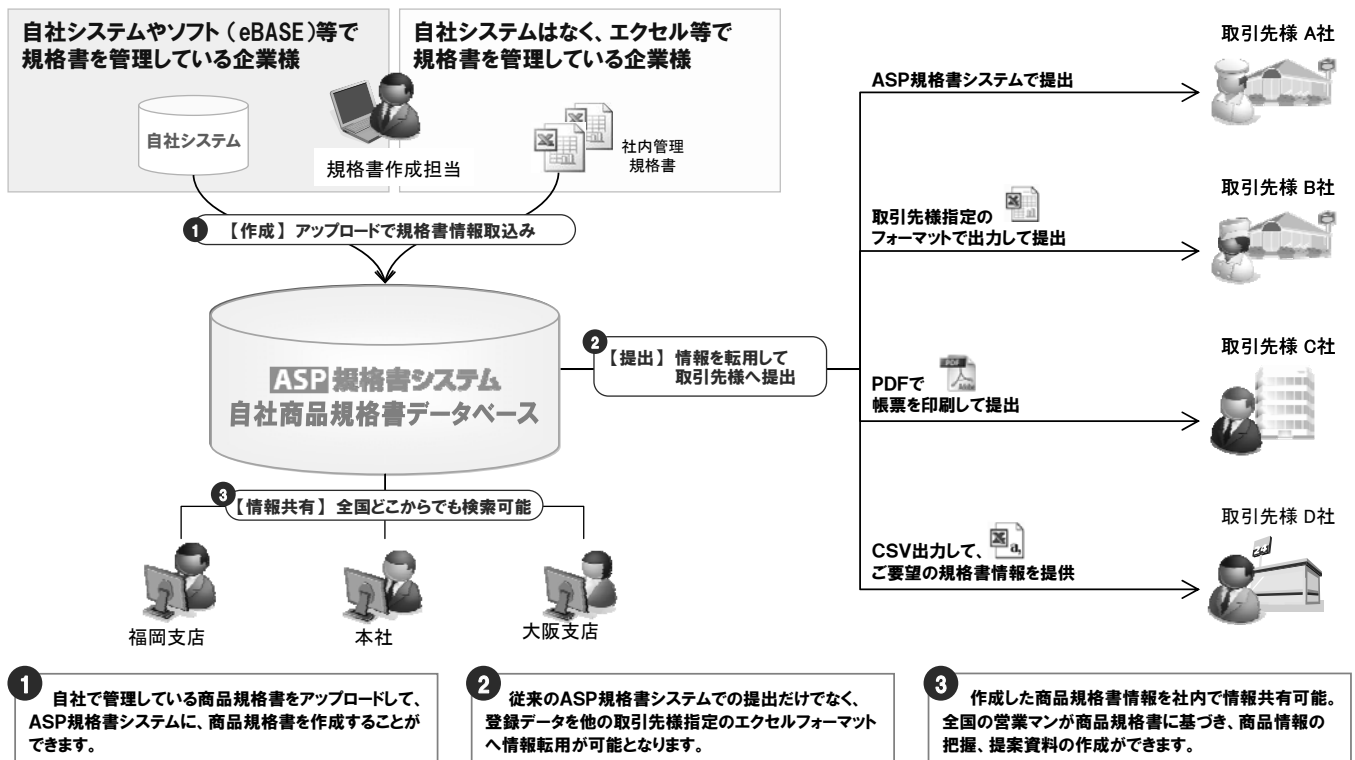 自社システムやソフト（eBASE）等で
規格書を管理している企業様
自社システム
規格書作成担当
自社システムはなく、エクセル等で
規格書を管理している企業様
社内管理
規格書
1 【作成】 アップロードで規格書情報取込み
ASP 規格書システム
自社商品規格書データベース
2 【提出】 情報を転用して
取引先様へ提出
3 【情報共有】 全国どこからでも検索可能
福岡支店
本社
大阪支店
ASP規格書システムで提出
取引先様 A社
取引先様指定の
フォーマットで出力して提出
取引先様 B社
PDF
PDFで
帳票を印刷して提出
取引先様 C社
CSV出力して、
a,
ご要望の規格書情報を提供
取引先様 D社
1 自社で管理している商品規格書をアップロードして、
ASP規格書システムに、商品規格書を作成することが
できます。
2 従来のASP規格書システムでの提出だけでなく、
登録データを他の取引先様指定のエクセルフォーマット
へ情報転用が可能となります。
3 作成した商品規格書情報を社内で情報共有可能。
全国の営業マンが商品規格書に基づき、商品情報の
把握、提案資料の作成ができます。